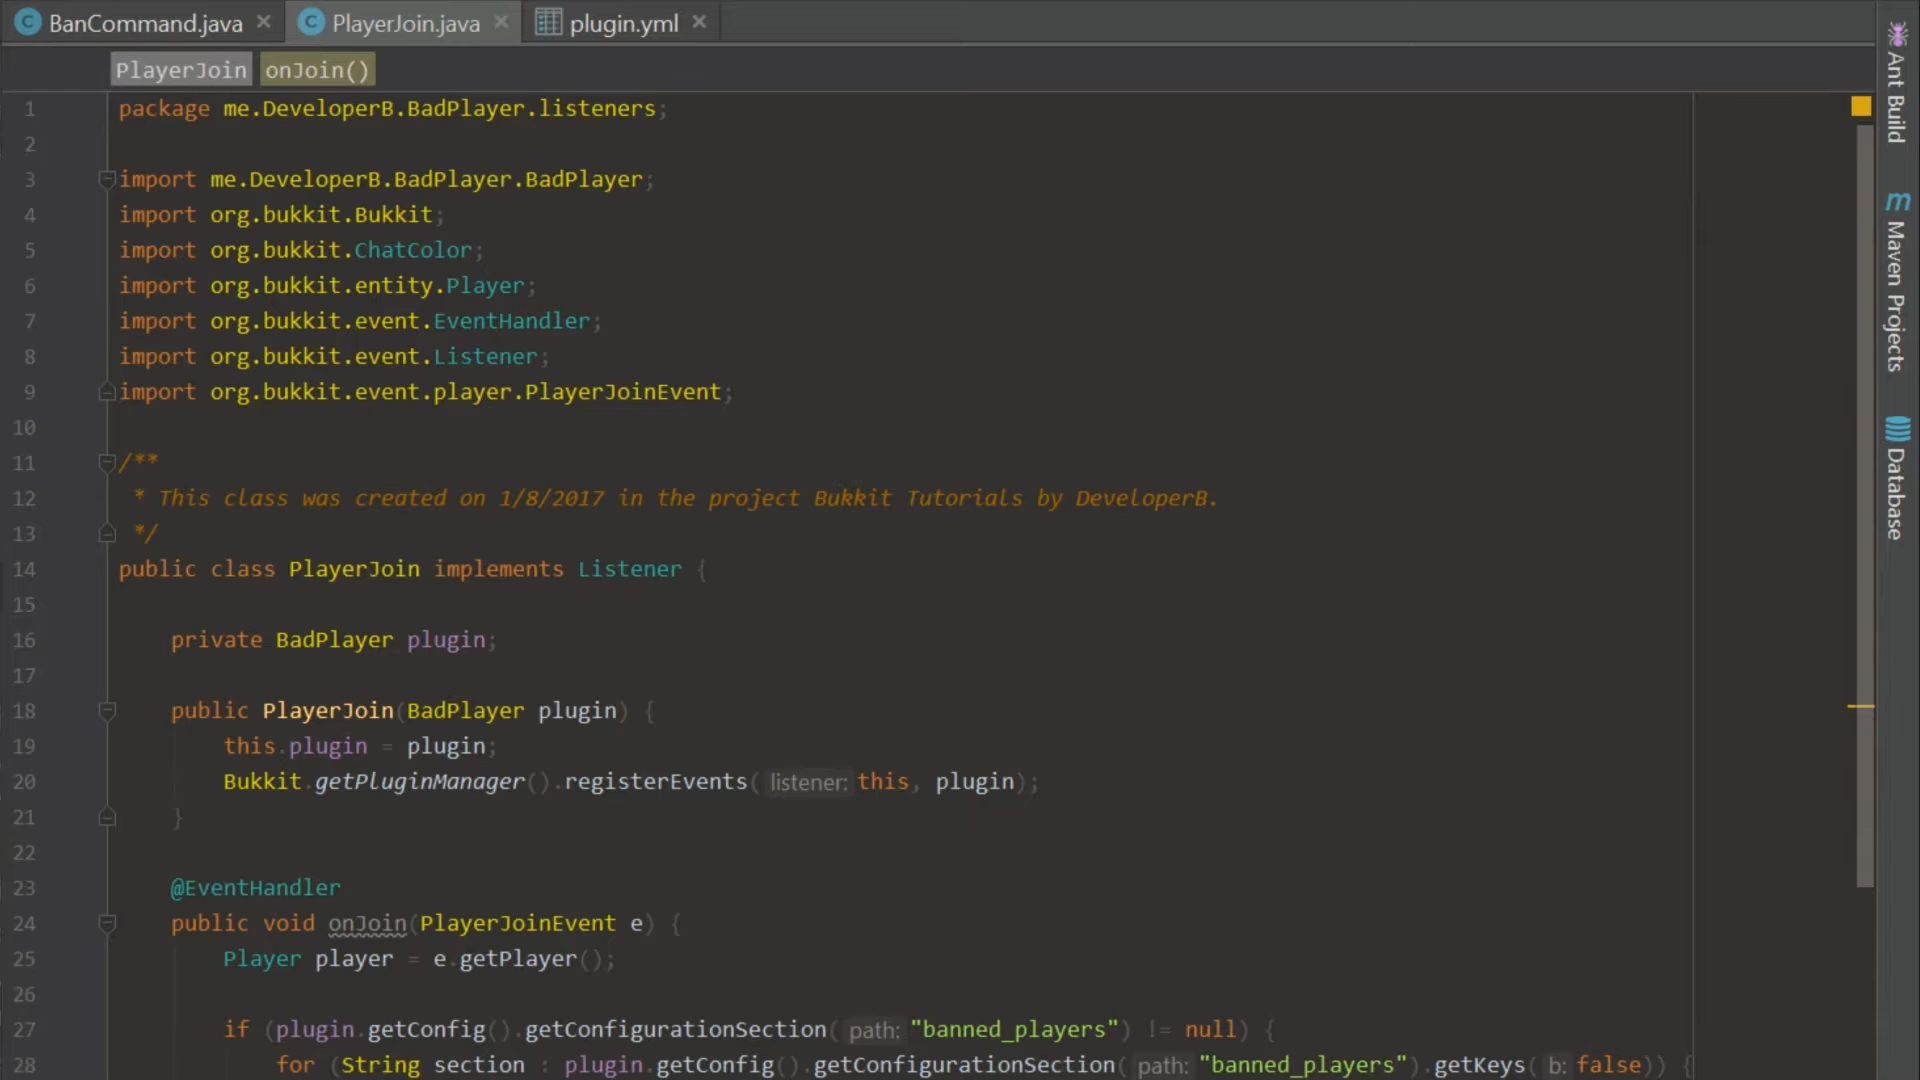 BanCommand.java PlayerJoin.java plugin.yml
PlayerJoin onJoin()
1 package me.DeveloperB.BadPlayer.listeners;
2
3 import me.DeveloperB.BadPlayer.BadPlayer;
4 import org.bukkit.Bukkit;
5 import org.bukkit.ChatColor;
6 import org.bukkit.entity.Player;
7 import org.bukkit.event.EventHandler;
8 import org.bukkit.event.Listener;
9 import org.bukkit.event.player.PlayerJoinEvent;
10
11 /**
12 * This class was created on 1/8/2017 in the project Bukkit Tutorials by DeveloperB.
13 */
14 public class PlayerJoin implements Listener {
15
16 private BadPlayer plugin;
17
18 public PlayerJoin(BadPlayer plugin) {
19 this.plugin = plugin;
20 Bukkit.getPluginManager().registerEvents( listener: this, plugin);
21 }
22
23 @EventHandler
24 public void onJoin(PlayerJoinEvent e) {
25 Player player = e.getPlayer();
26
27 if (plugin.getConfig().getConfigurationSection( path: "banned_players") != null) {
28 for (String section : plugin.getConfig().getConfigurationSection( path: "banned_players").getKeys( b: false)) {
Ant Build
m Maven Projects
Database